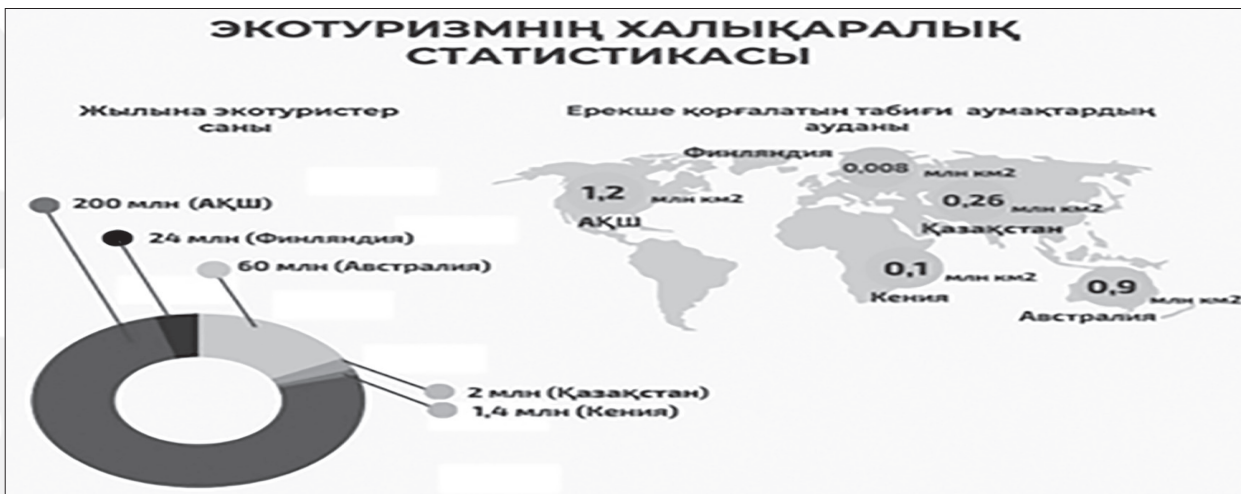 ЭКОТУРИЗМНІҢ ХАЛЫҚАРАЛЫҚ
СТАТИСТИКАСЫ
Жылына экотуристер
саны
200 млн (АҚШ)
24 млн (Финляндия)
60 млн (Австралия)
2 млн (Қазақстан)
1,4 млн (Кения)
Ерекше қорғалатын табиғи аумақтардың
ауданы
Финляндия
0,008 млн км2
1,2 млн км2
АҚШ
0,26 млн км2
Қазақстан
0,1 млн км2
Кения
0,9 млн км2
Австралия